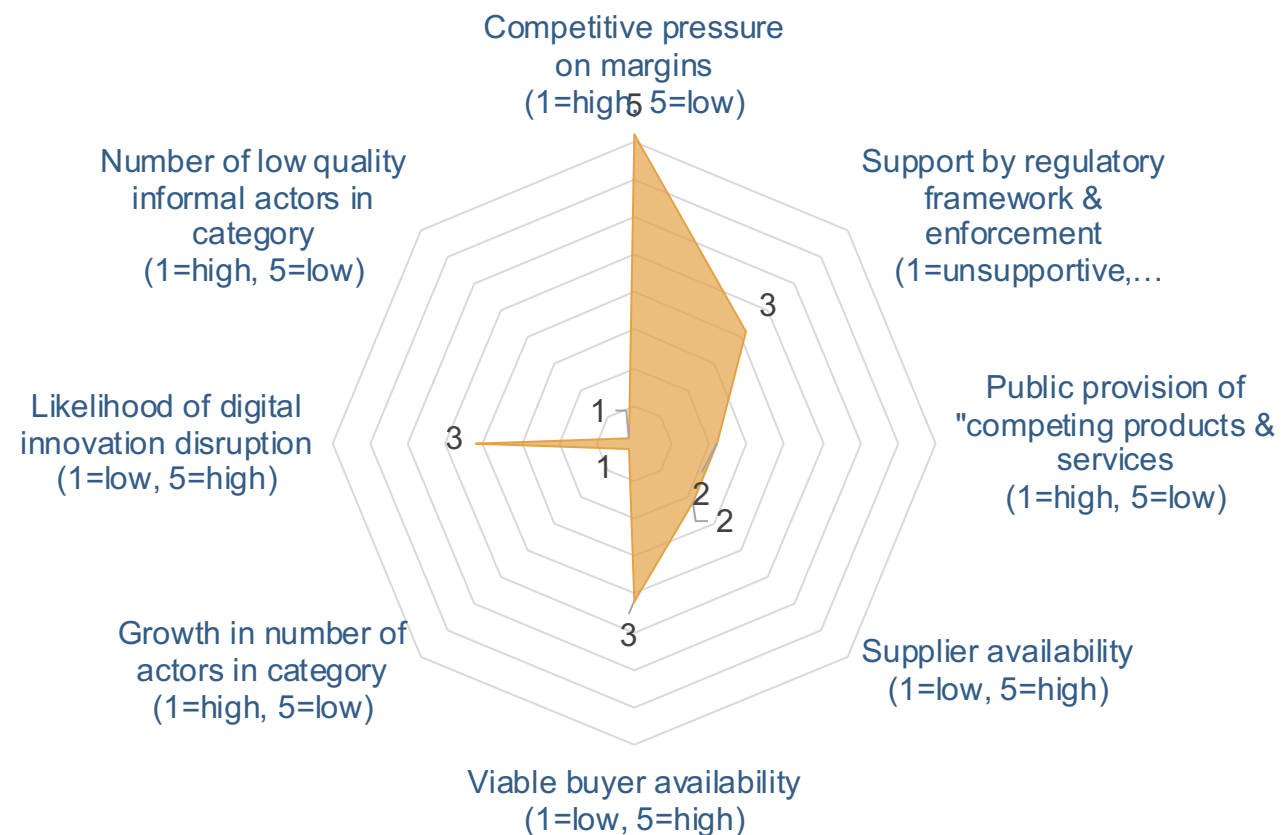 Competitive pressure
on margins
(1=high, 5=low)
5
Support by regulatory
framework &
enforcement
(1=unsupportive,…
3
Public provision of
"competing products &
services
(1=high, 5=low)
2
Supplier availability
(1=low, 5=high)
2
Viable buyer availability
(1=low, 5=high)
3
Growth in number of
actors in category
(1=high, 5=low)
1
Likelihood of digital
innovation disruption
(1=low, 5=high)
3
Number of low quality
informal actors in
category
(1=high, 5=low)
1